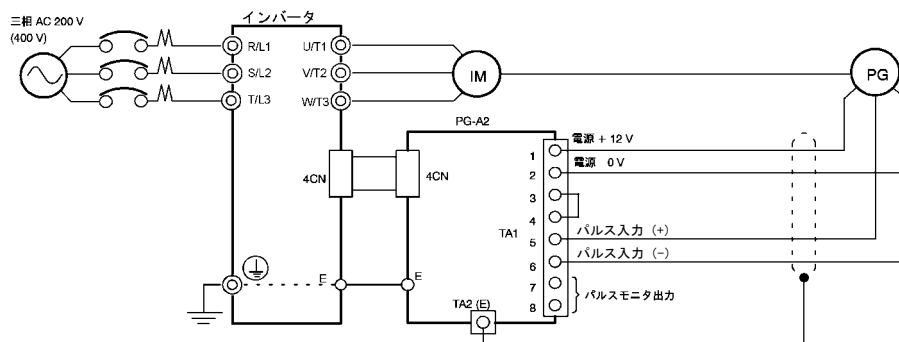 三相 AC 200 V
(400 V)
インバータ
R/L1
S/L2
T/L3
U/T1
V/T2
W/T3
IM
PG
PG-A2
4CN
4CN
TA1
1
2
3
4
5
6
7
8
電源 + 12 V
電源 0 V
パルス入力 (+)
パルス入力 (−)
パルスモニタ出力
E
E
TA2 (E)